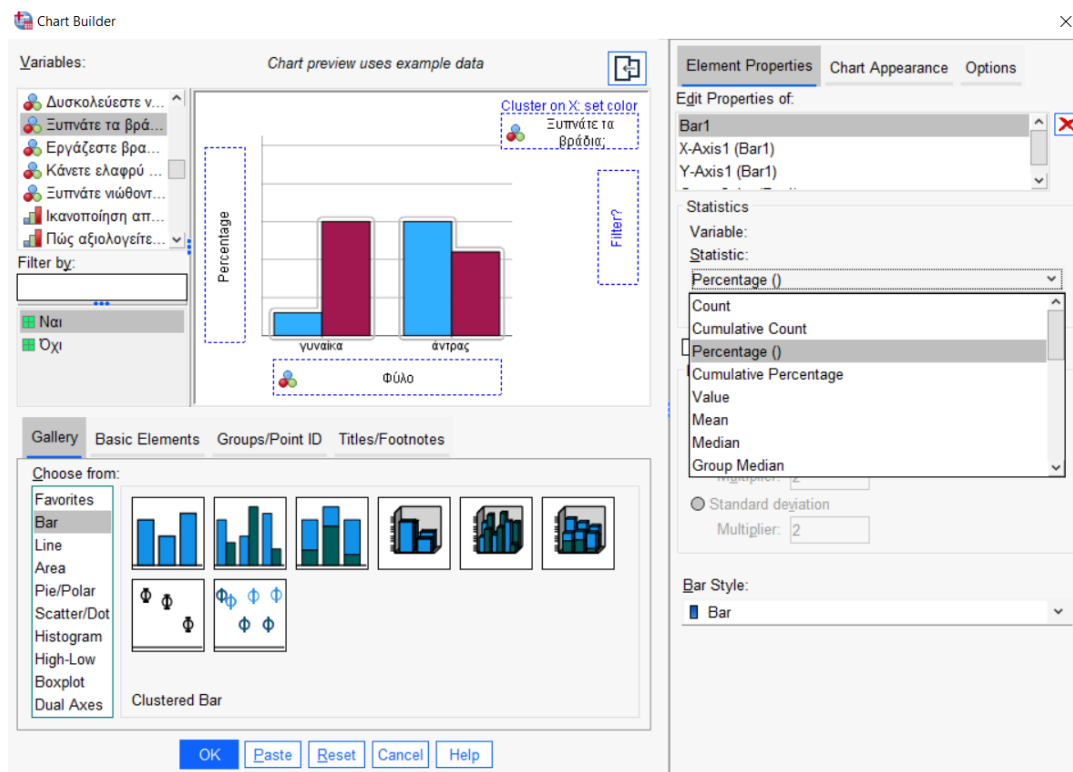 Chart Builder
Variables:
Chart preview uses example data
Δυσκολεύεστε ν...
Ξυπνάτε τα βρά...
Εργάζεστε βρα...
Κάνετε ελαφρύ ...
Ξυπνάτε νιώθοντ...
Ικανοποίηση απ...
Πώς αξιολογείτε...
Filter by:
Ναι
Όχι
Cluster on X: set color
Ξυπνάτε τα
βράδια;
Percentage
Filter?
γυναίκα
άντρας
Φύλο
Gallery
Basic Elements
Groups/Point ID
Titles/Footnotes
Choose from:
Favorites
Bar
Line
Area
Pie/Polar
Scatter/Dot
Histogram
High-Low
Boxplot
Dual Axes
Clustered Bar
OK
Paste
Reset
Cancel
Help
Element Properties
Chart Appearance
Options
Edit Properties of:
Bar1
X-Axis1 (Bar1)
Y-Axis1 (Bar1)
Statistics
Variable:
Statistic:
Percentage ()
Count
Cumulative Count
Percentage ()
Cumulative Percentage
Value
Mean
Median
Group Median
Multiplier: 2
Standard deviation
Multiplier: 2
Bar Style:
Bar